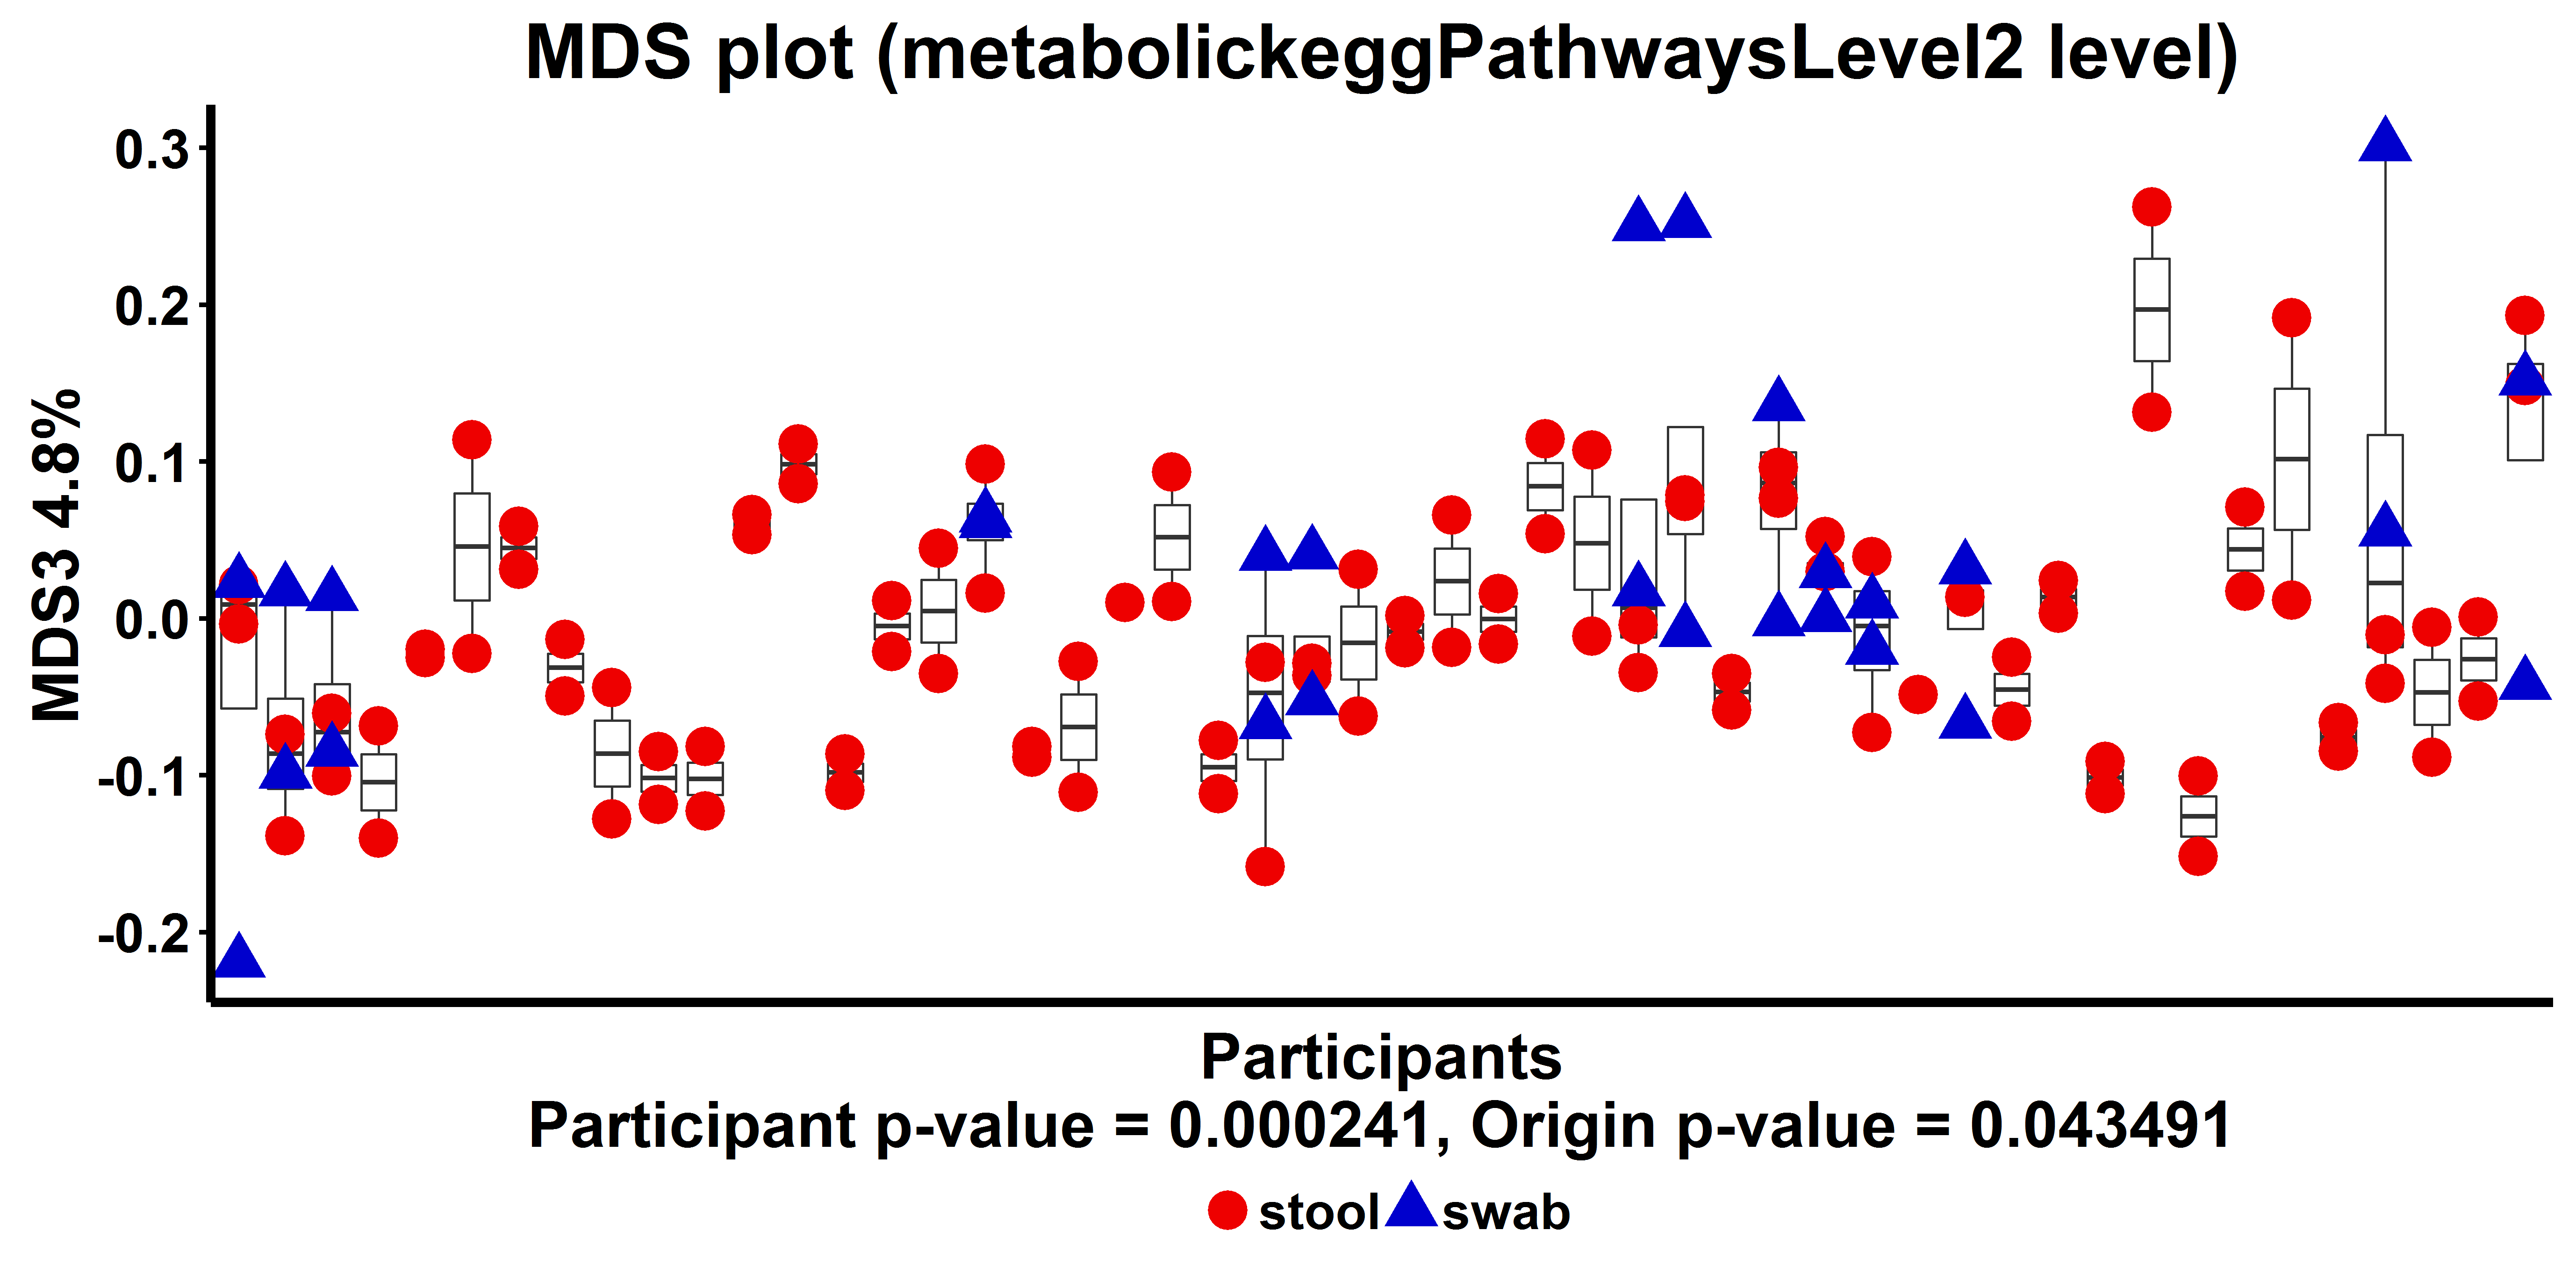 MDS plot (metabolickeggPathwaysLevel2 level)
MDS3 4.8%
0.3
0.2
0.1
0.0
-0.1
-0.2
Participants
Participant p-value = 0.000241, Origin p-value = 0.043491
stool swab